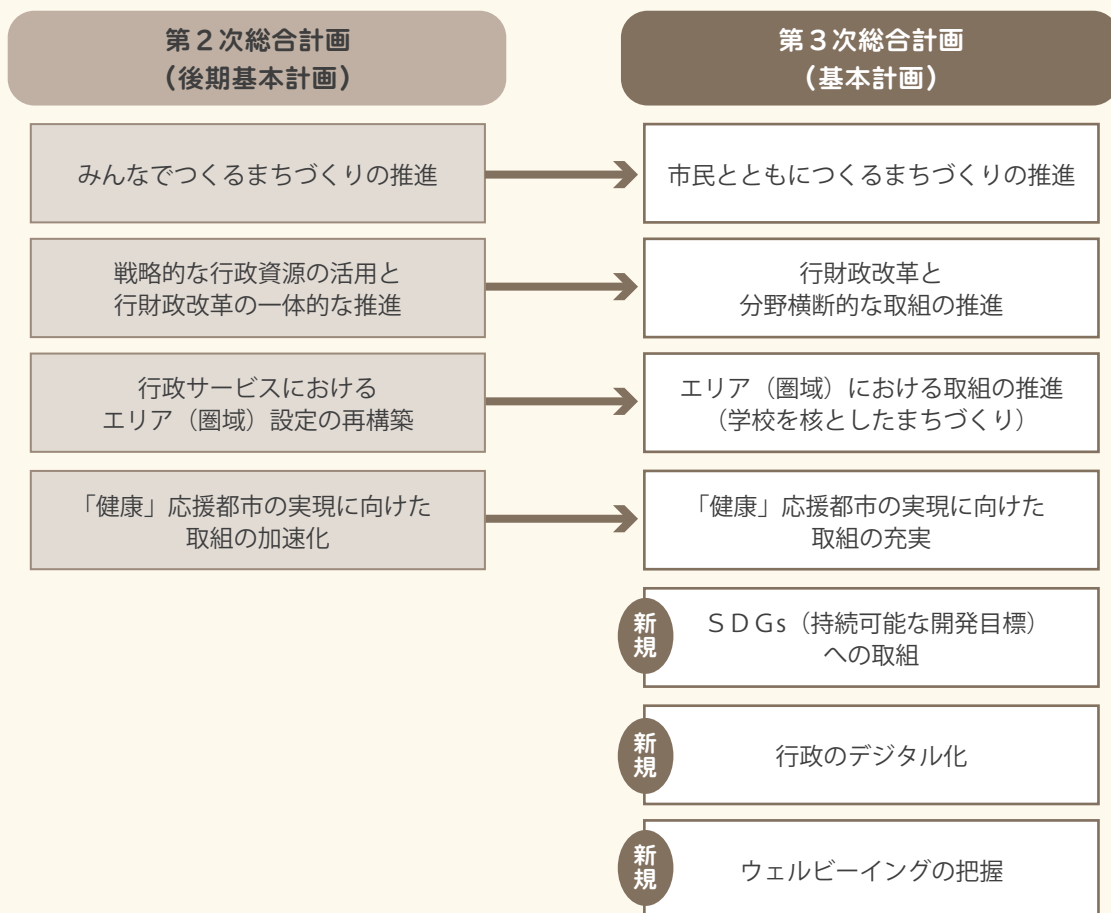 第２次総合計画
（後期基本計画）
第３次総合計画
（基本計画）
みんなでつくるまちづくりの推進
市民とともにつくるまちづくりの推進
戦略的な行政資源の活用と
行財政改革の一体的な推進
行財政改革と
分野横断的な取組の推進
行政サービスにおける
エリア（圏域）設定の再構築
エリア（圏域）における取組の推進
（学校を核としたまちづくり）
「健康」応援都市の実現に向けた
取組の加速化
「健康」応援都市の実現に向けた
取組の充実
新規
ＳＤＧs（持続可能な開発目標）
への取組
新規
行政のデジタル化
新規
ウェルビーイングの把握